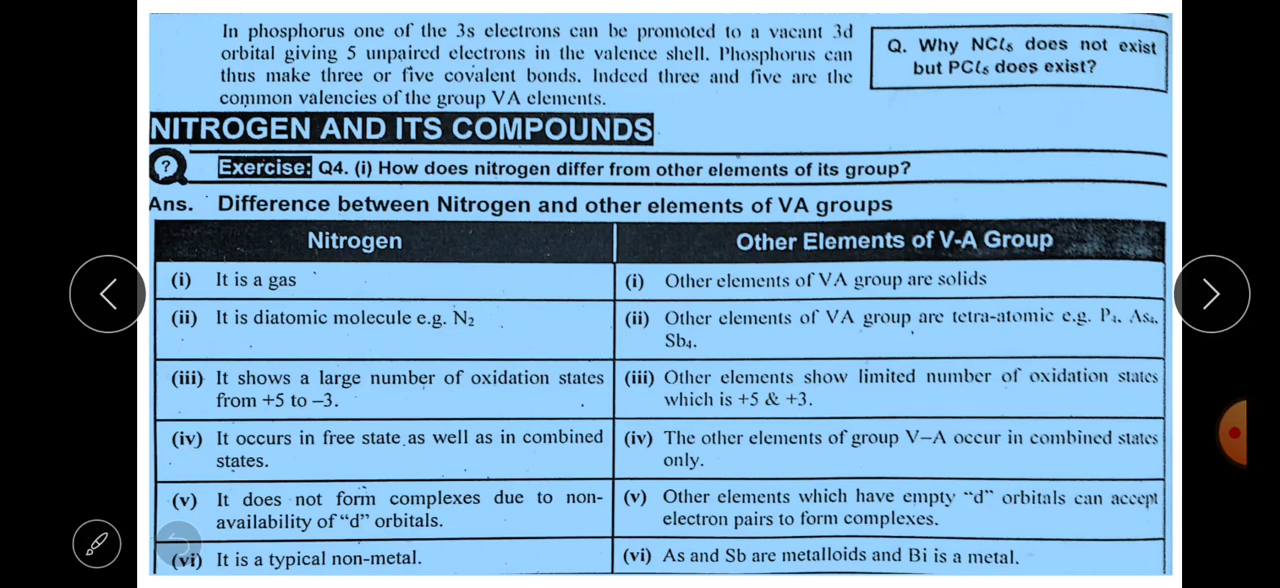 In phosphorus one of the 3s electrons can be promoted to a vacant 3d
orbital giving 5 unpaired electrons in the valence shell. Phosphorus can
thus make three or five covalent bonds. Indeed three and five are the
common valencies of the group VA elements.
Q. Why NCl₅ does not exist
but PCl₅ does exist?
NITROGEN AND ITS COMPOUNDS
? Exercise: Q4. (i) How does nitrogen differ from other elements of its group?
Ans. Difference between Nitrogen and other elements of VA groups
Nitrogen
Other Elements of V-A Group
(i) It is a gas
(i) Other elements of VA group are solids
(ii) It is diatomic molecule e.g. N₂
(ii) Other elements of VA group are tetra-atomic e.g. P₄, As₄,
Sb₄.
(iii) It shows a large number of oxidation states
from +5 to –3.
(iii) Other elements show limited number of oxidation states
which is +5 & +3.
(iv) It occurs in free state as well as in combined
states.
(iv) The other elements of group V–A occur in combined states
only.
(v) It does not form complexes due to non-
availability of “d” orbitals.
(v) Other elements which have empty “d” orbitals can accept
electron pairs to form complexes.
(vi) It is a typical non-metal.
(vi) As and Sb are metalloids and Bi is a metal.